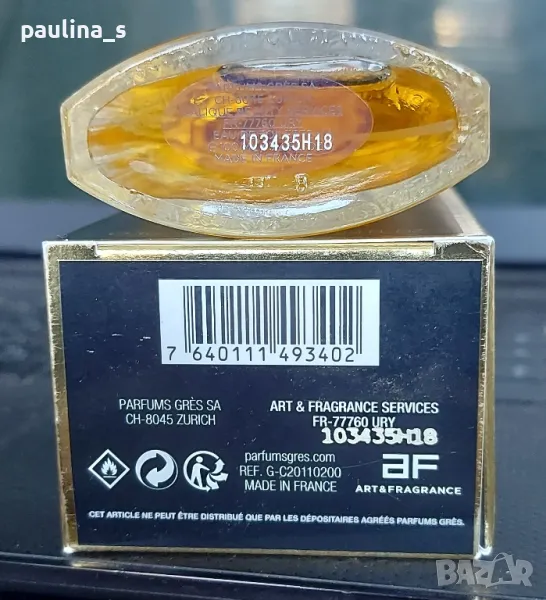 paulina_s
103435H18
MADE IN FRANCE
7 640111 493402
PARFUMS GRÈS SA
CH-8045 ZURICH
ART & FRAGRANCE SERVICES
FR-77760 URY
103435H18
parfumsgres.com
REF. G-C20110200
MADE IN FRANCE
AF
ART&FRAGRANCE
CET ARTICLE NE PEUT ÊTRE DISTRIBUÉ QUE PAR LES DÉPOSITAIRES AGRÉÉS PARFUMS GRÈS.
BAZAR